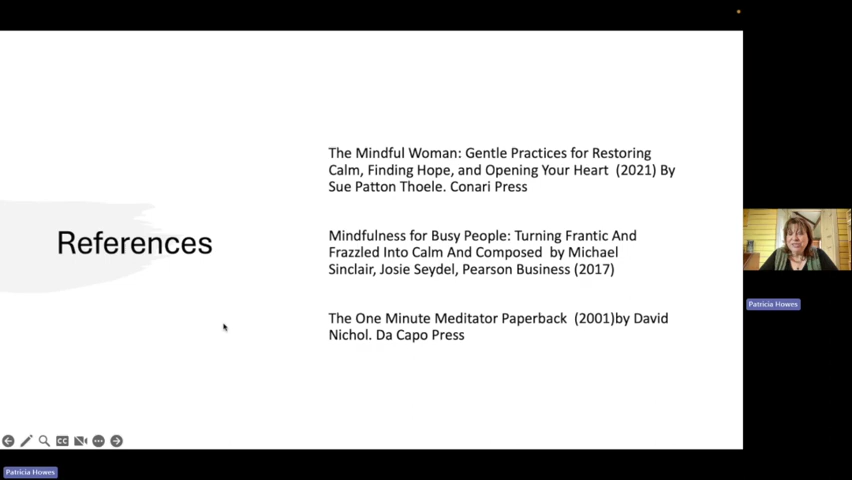 References
The Mindful Woman: Gentle Practices for Restoring
Calm, Finding Hope, and Opening Your Heart  (2021) By
Sue Patton Thoele. Conari Press
Mindfulness for Busy People: Turning Frantic And
Frazzled Into Calm And Composed  by Michael
Sinclair, Josie Seydel, Pearson Business (2017)
The One Minute Meditator Paperback  (2001)by David
Nichol. Da Capo Press
Patricia Howes
CC
Patricia Howes